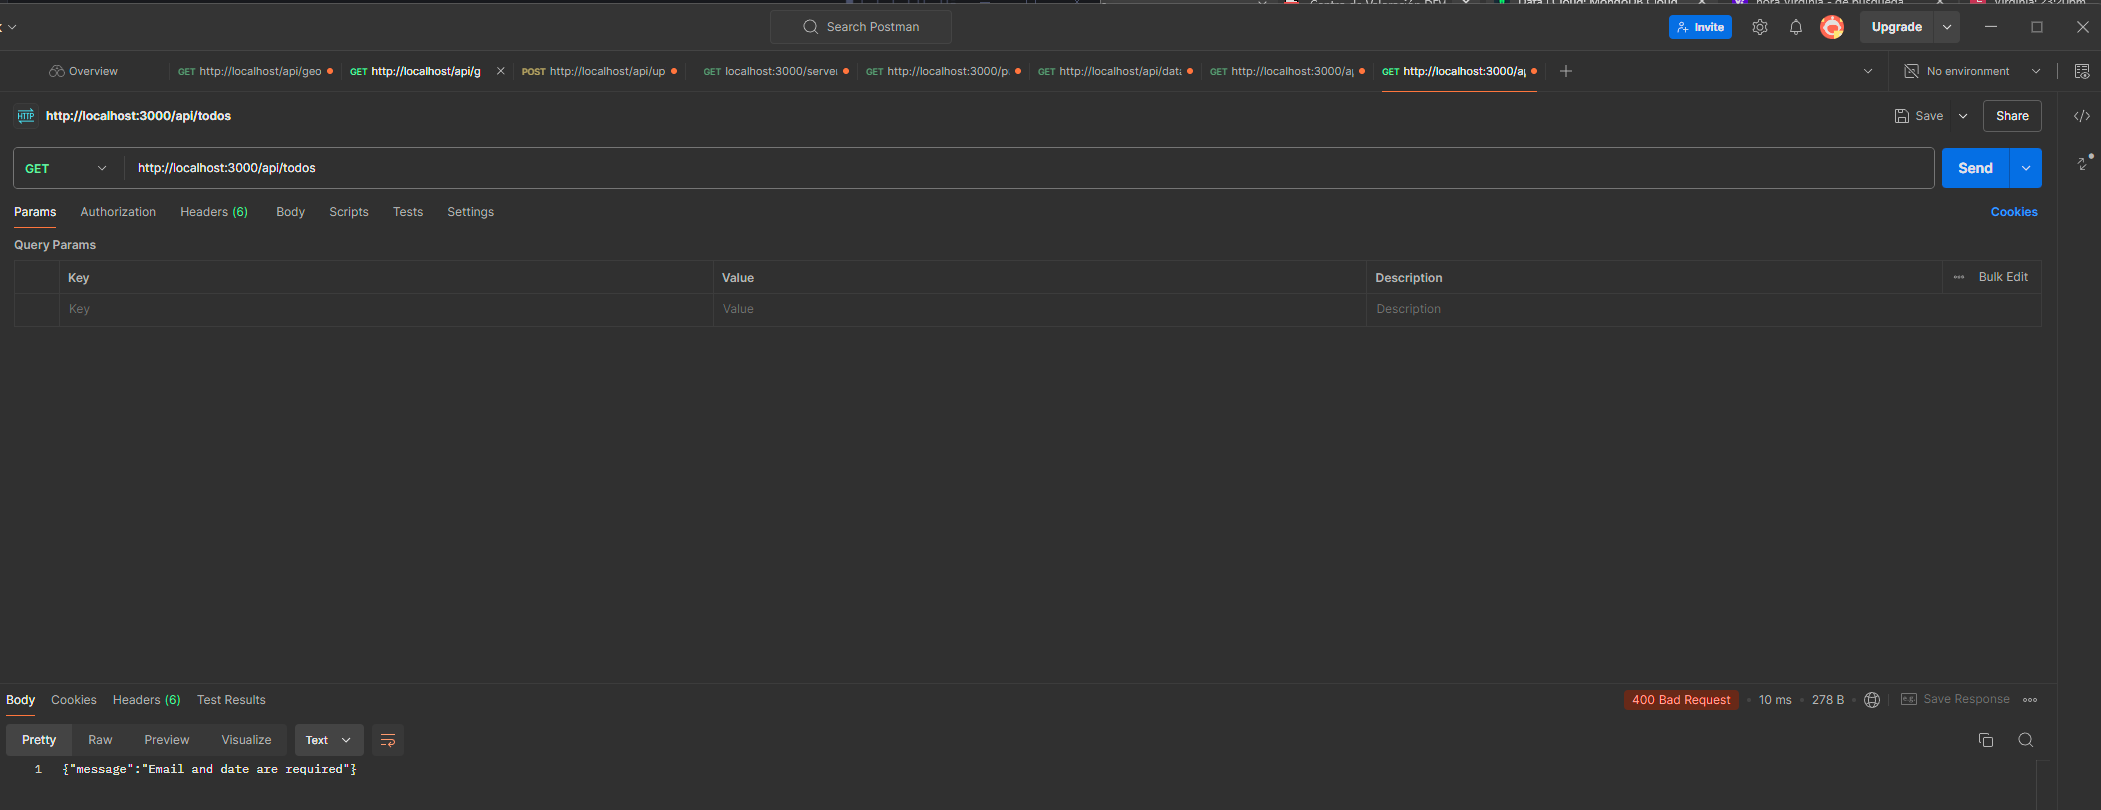 Search Postman
Invite
Upgrade
Overview
GET http://localhost/api/geo
GET http://localhost/api/g
POST http://localhost/api/up
GET localhost:3000/server
GET http://localhost:3000/p
GET http://localhost/api/data
GET http://localhost:3000/a
GET http://localhost:3000/a
No environment
HTTP http://localhost:3000/api/todos
Save
Share
GET http://localhost:3000/api/todos
Send
Params Authorization Headers (6) Body Scripts Tests Settings
Cookies
Query Params
Key Value Description
Bulk Edit
Key Value Description
Body Cookies Headers (6) Test Results
400 Bad Request • 10 ms • 278 B
e.g. Save Response
Pretty Raw Preview Visualize Text
1 {"message":"Email and date are required"}